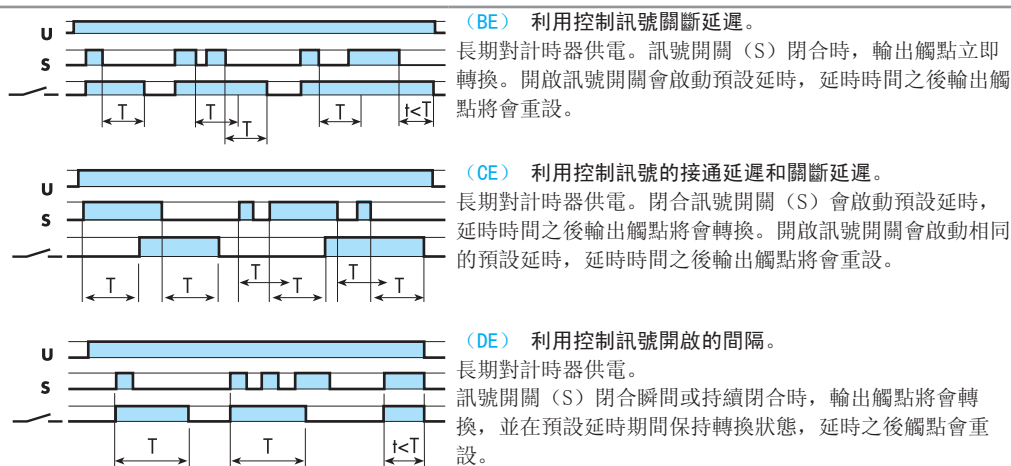 U
S
T
T
T
T
t<T
(BE) 利用控制訊號關斷延遲。
長期對計時器供電。訊號開關(S)閉合時，輸出觸點立即
轉換。開啟訊號開關會啟動預設延時，延時時間之後輸出觸
點將會重設。
U
S
T
T
T
T
T
T
(CE) 利用控制訊號的接通延遲和關斷延遲。
長期對計時器供電。閉合訊號開關(S)會啟動預設延時，
延時時間之後輸出觸點將會轉換。開啟訊號開關會啟動相同
的預設延時，延時時間之後輸出觸點將會重設。
U
S
T
T
t<T
(DE) 利用控制訊號開啟的間隔。
長期對計時器供電。
訊號開關(S)閉合瞬間或持續閉合時，輸出觸點將會轉
換，並在預設延時期間保持轉換狀態，延時之後觸點會重
設。